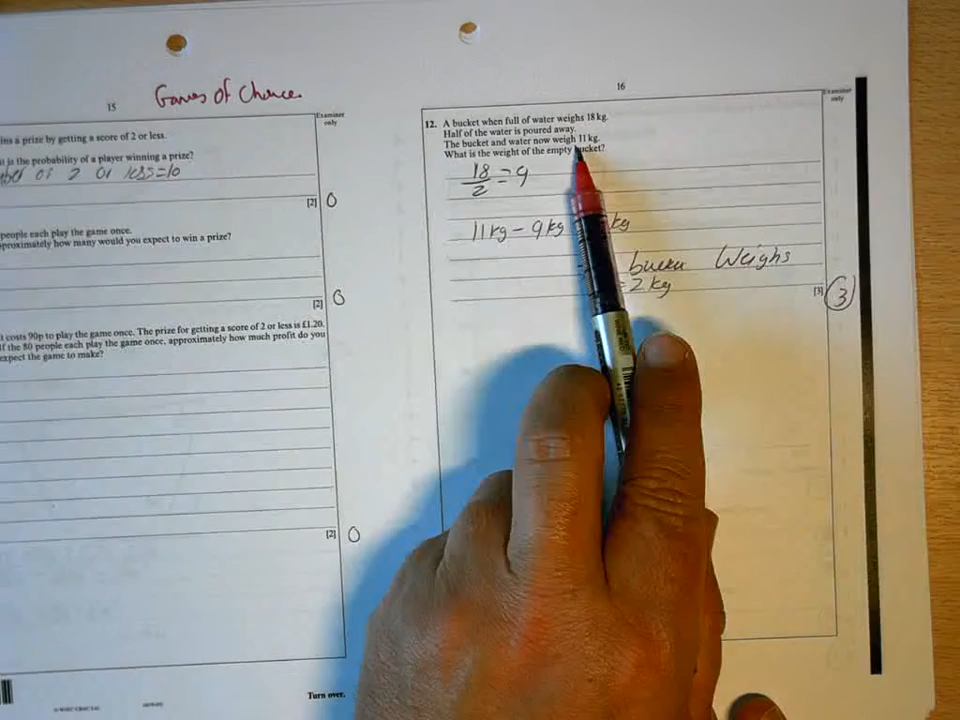 15
Games of Chance.
Examiner
only
ins a prize by getting a score of 2 or less.
t is the probability of a player winning a prize?
ber of 2 or less=10
[2] 0
people each play the game once.
proximately how many would you expect to win a prize?
[2] 0
t costs 90p to play the game once. The prize for getting a score of 2 or less is £1.20.
If the 80 people each play the game once, approximately how much profit do you
expect the game to make?
[2] 0
Turn over.
16
Examiner
only
12. A bucket when full of water weighs 18 kg.
Half of the water is poured away.
The bucket and water now weigh 11 kg.
What is the weight of the empty bucket?
18/2 = 9
11kg - 9kg kg
bucket Weighs
=2kg
[3] 3